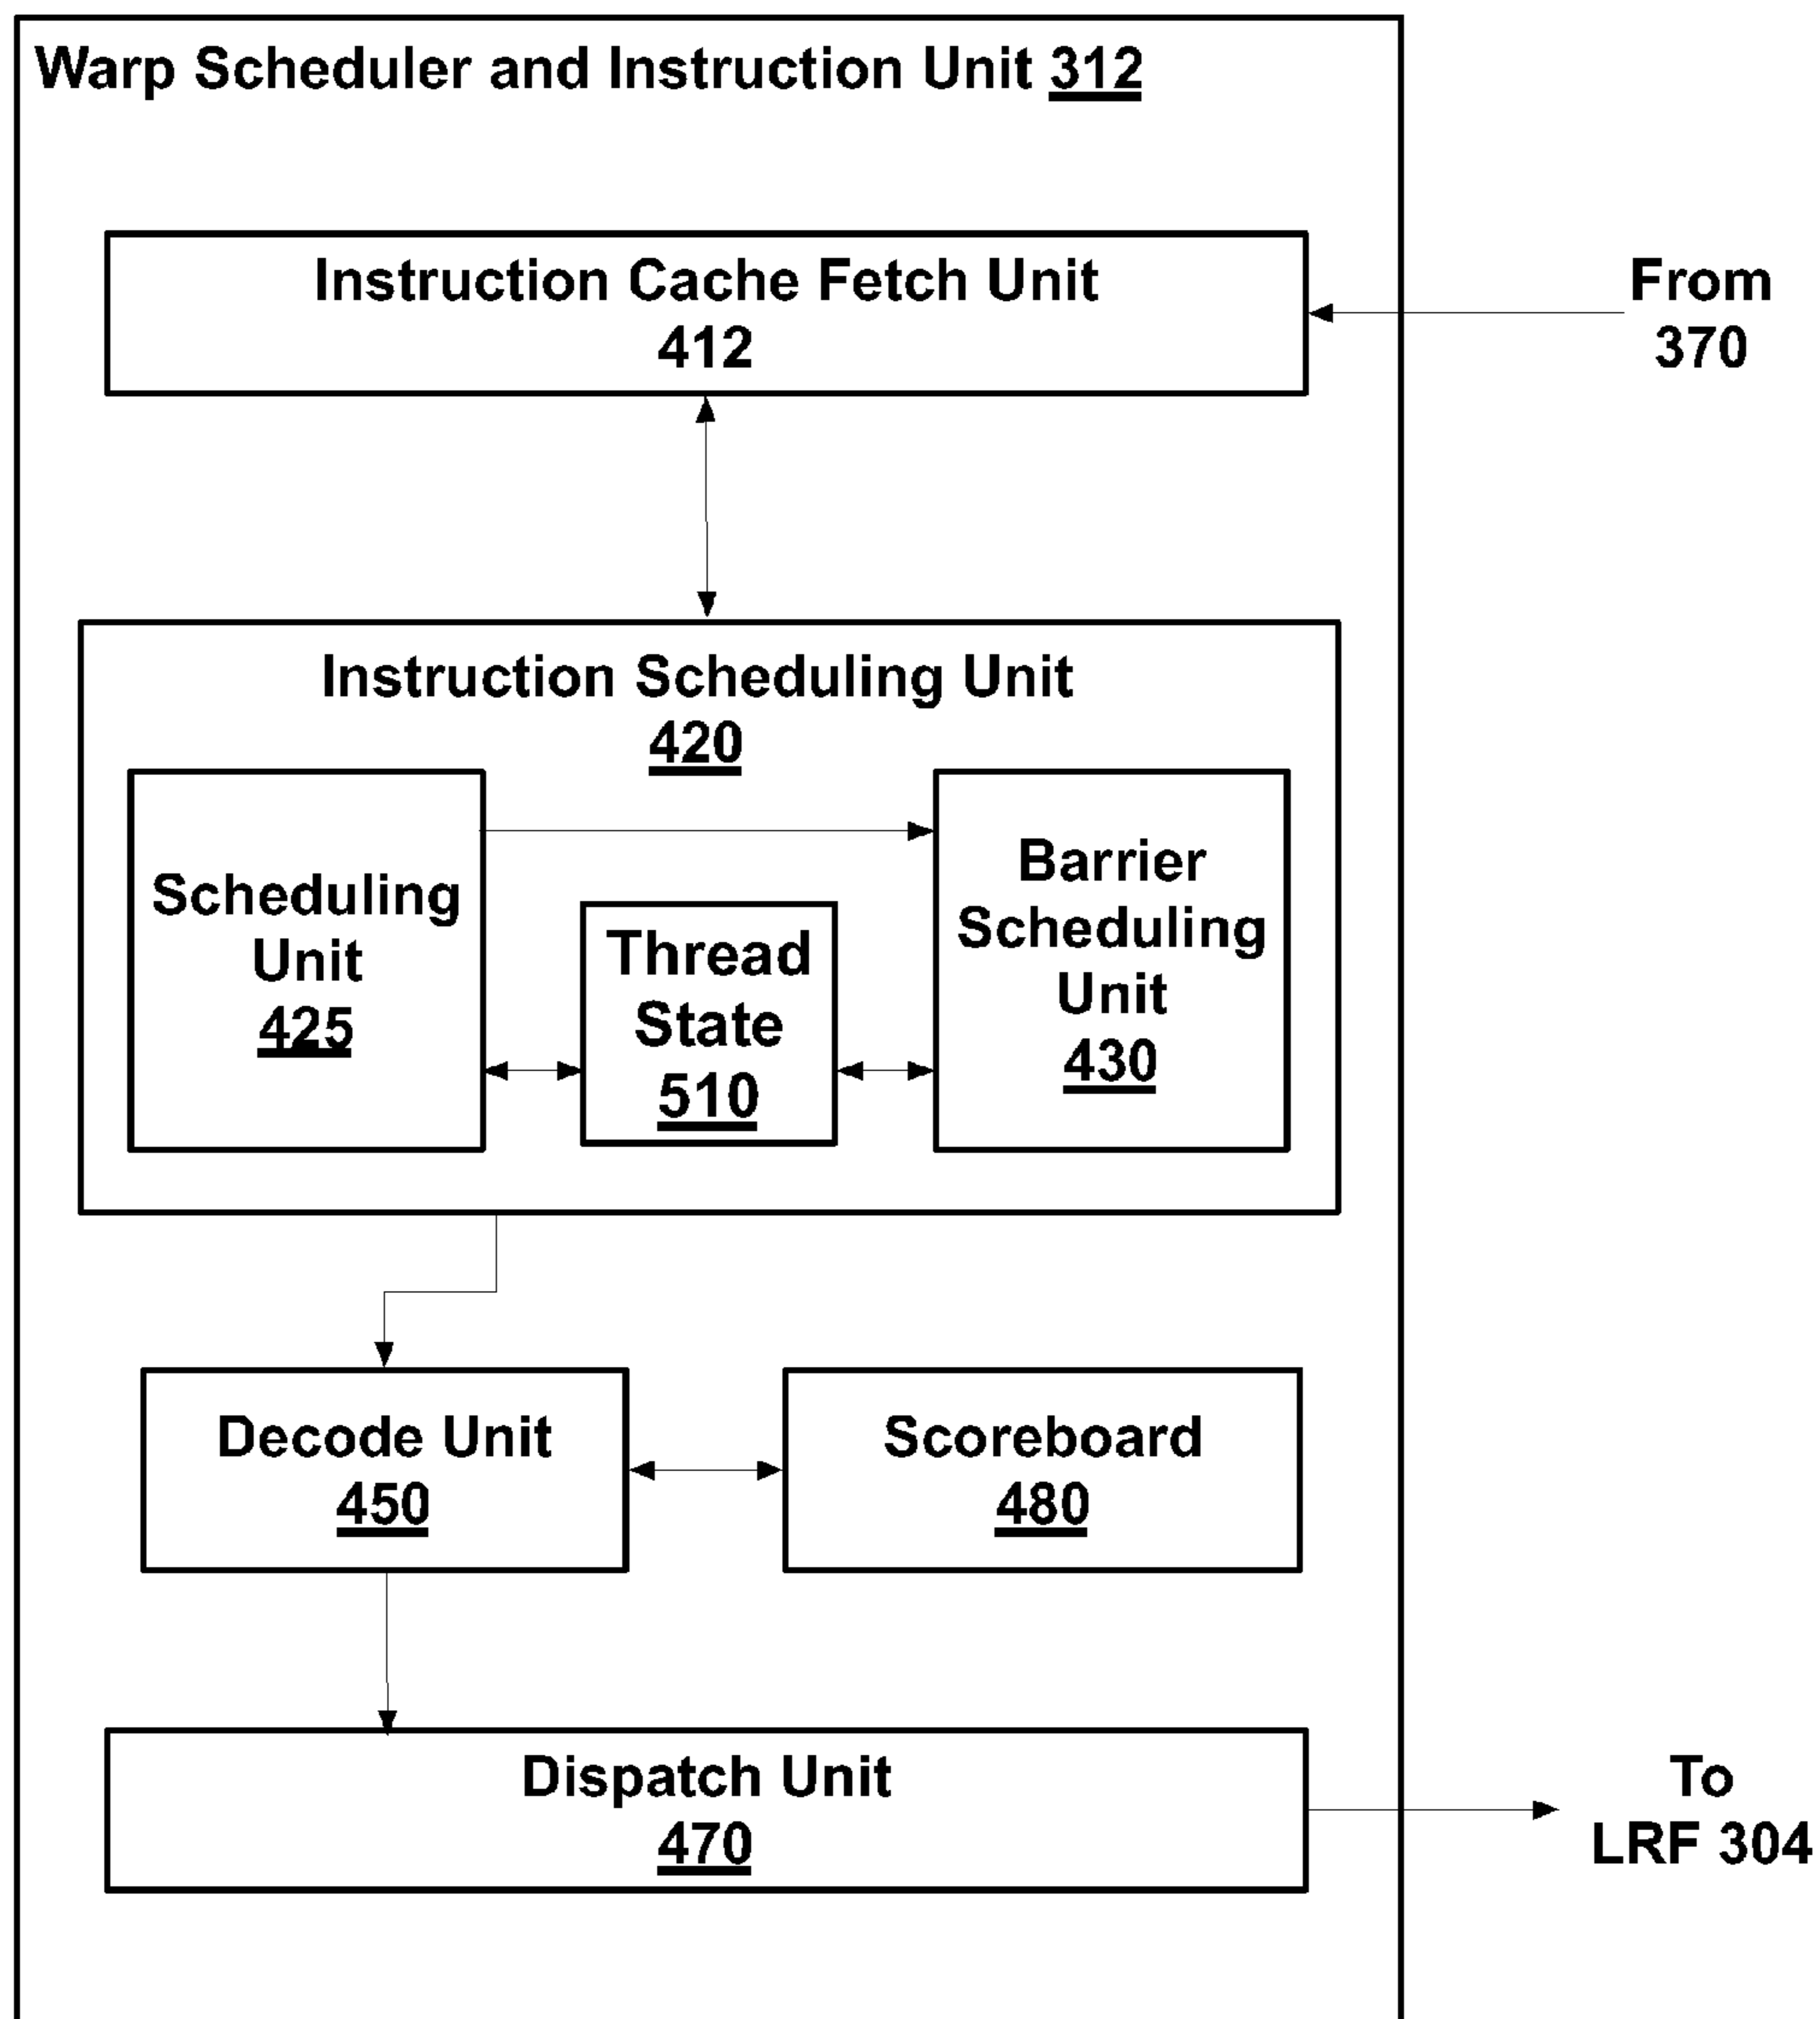 Warp Scheduler and Instruction Unit 312
Instruction Cache Fetch Unit
412
From
370
Instruction Scheduling Unit
420
Scheduling
Unit
425
Thread
State
510
Barrier
Scheduling
Unit
430
Decode Unit
450
Scoreboard
480
Dispatch Unit
470
To
LRF 304